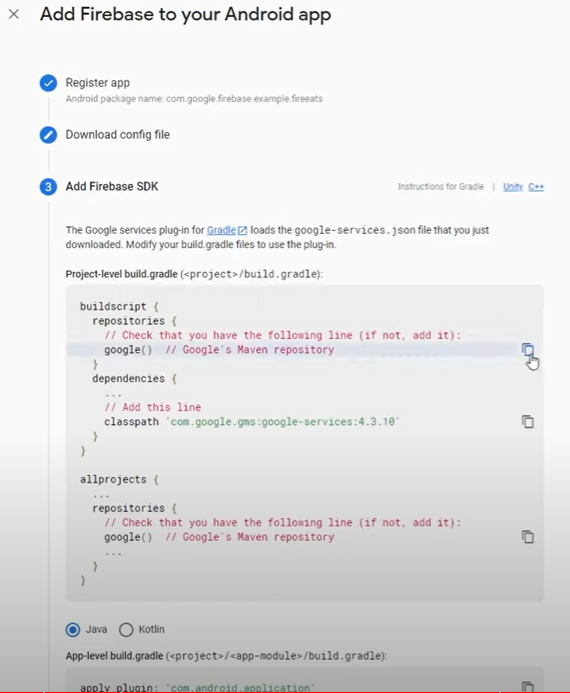 Add Firebase to your Android app
Register app
Android package name: com.google.firebase.example.fireeats
Download config file
3 Add Firebase SDK
Instructions for Gradle | Unity C++
The Google services plug-in for Gradle loads the google-services.json file that you just
downloaded. Modify your build.gradle files to use the plug-in.
Project-level build.gradle (<project>/build.gradle):
buildscript {
repositories {
// Check that you have the following line (if not, add it):
google() // Google's Maven repository
}
dependencies {
...
// Add this line
classpath 'com.google.gms:google-services:4.3.10'
}
}
allprojects {
...
repositories {
// Check that you have the following line (if not, add it):
google() // Google's Maven repository
...
}
}
Java Kotlin
App-level build.gradle (<project>/<app-module>/build.gradle):
apply plugin: 'com.android.application'